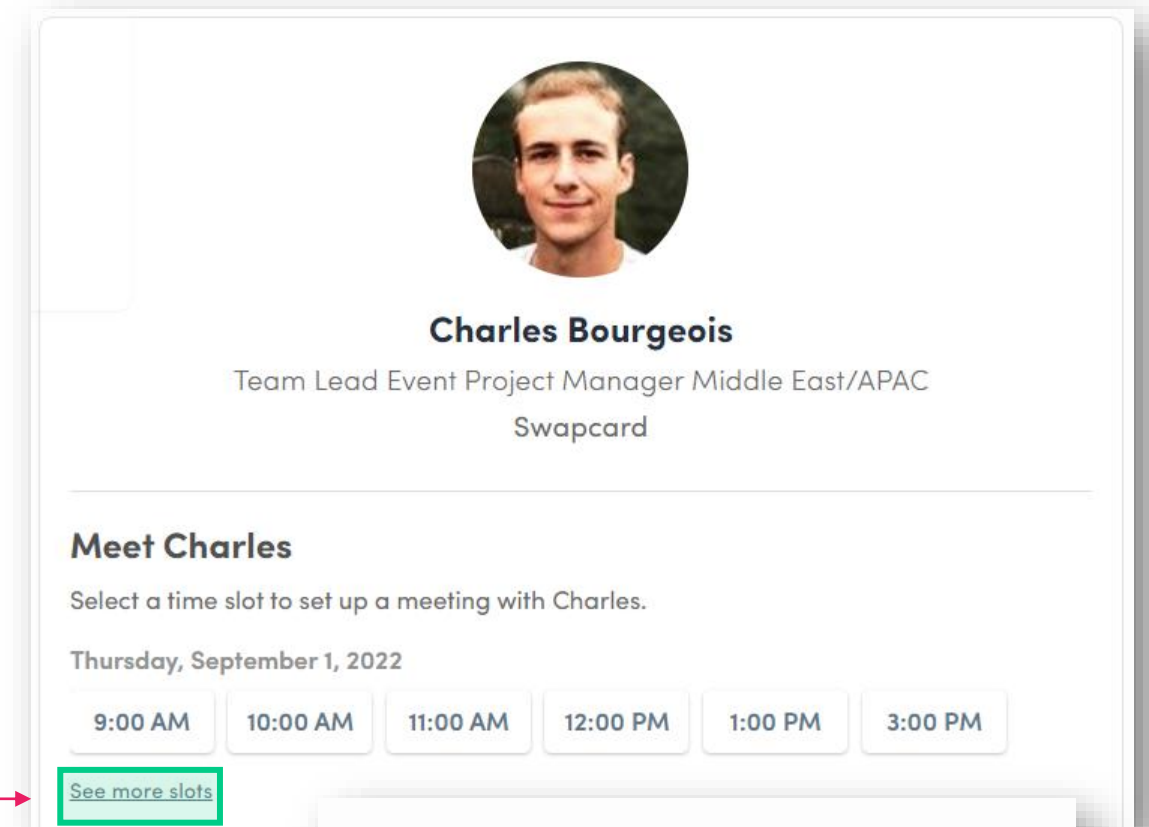 Charles Bourgeois
Team Lead Event Project Manager Middle East/APAC
Swapcard
Meet Charles
Select a time slot to set up a meeting with Charles.
Thursday, September 1, 2022
9:00 AM 10:00 AM 11:00 AM 12:00 PM 1:00 PM 3:00 PM
See more slots